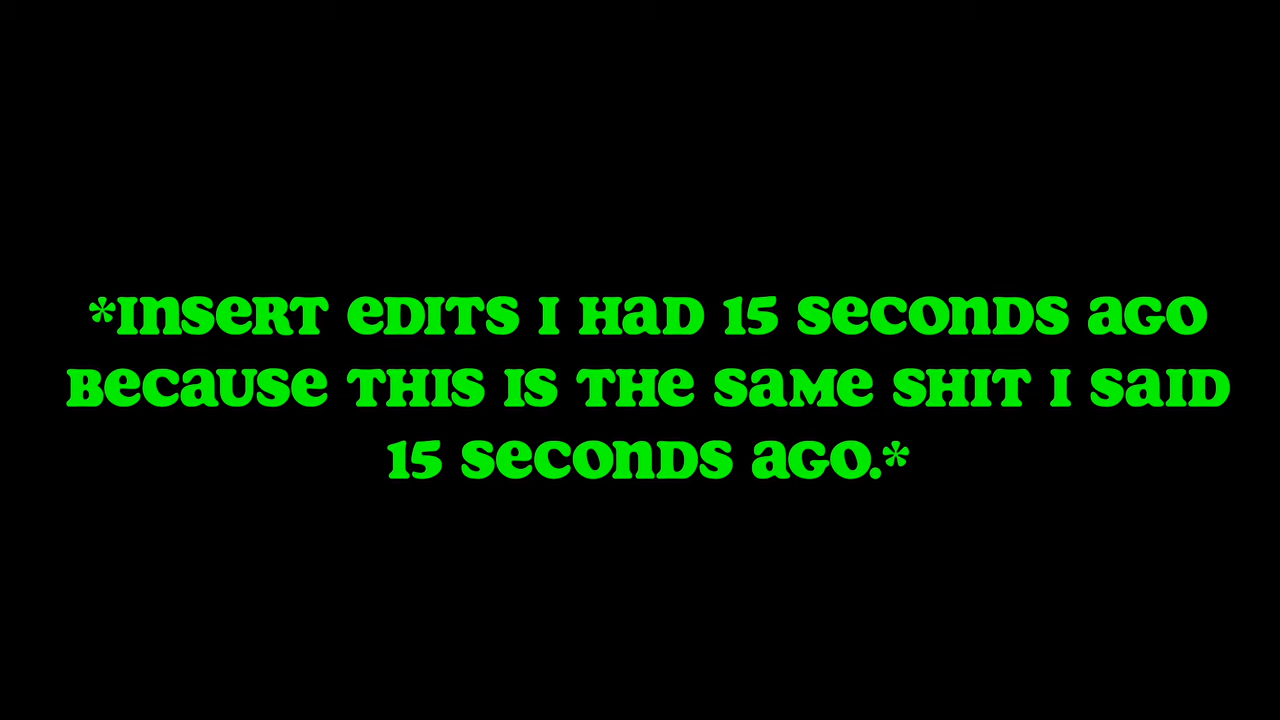 *Insert edits I had 15 seconds ago
because this is the same shit I said
15 seconds ago.*